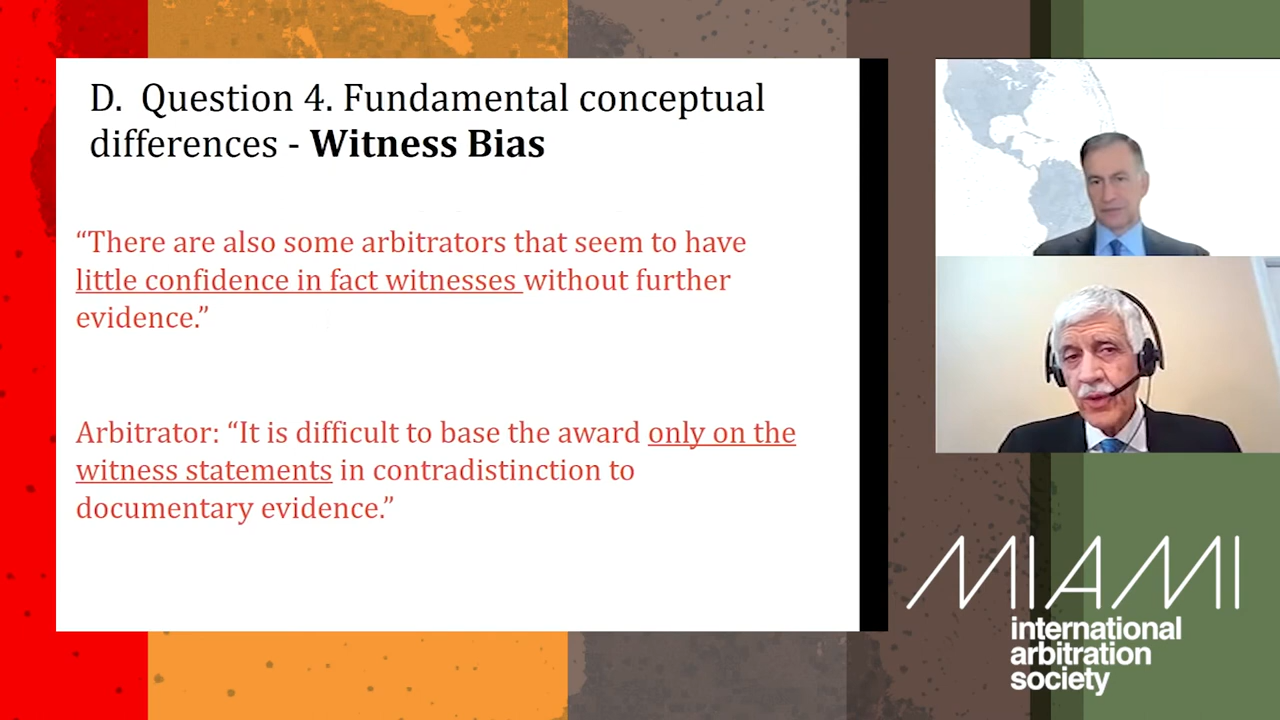 D. Question 4. Fundamental conceptual
differences - Witness Bias
“There are also some arbitrators that seem to have
little confidence in fact witnesses without further
evidence.”
Arbitrator: “It is difficult to base the award only on the
witness statements in contradistinction to
documentary evidence.”
MIAMI
international
arbitration
society